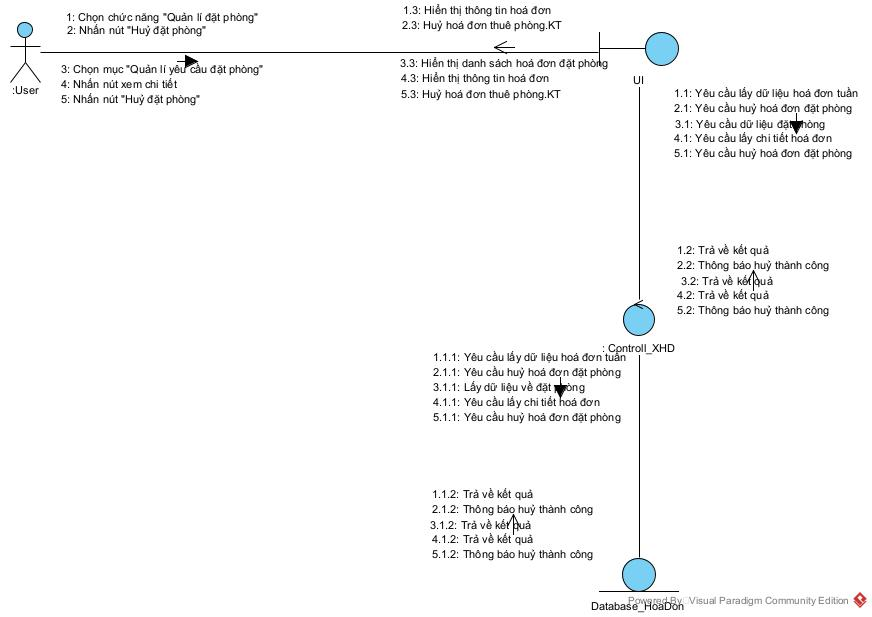 1: Chọn chức năng "Quản lí đặt phòng"
2: Nhấn nút "Huỷ đặt phòng"
3: Chọn mục "Quản lí yêu cầu đặt phòng"
4: Nhấn nút xem chi tiết
5: Nhấn nút "Huỷ đặt phòng"
:User
1.3: Hiển thị thông tin hoá đơn
2.3: Huỷ hoá đơn thuê phòng.KT
3.3: Hiển thị danh sách hoá đơn đặt phòng
4.3: Hiển thị thông tin hoá đơn
5.3: Huỷ hoá đơn thuê phòng.KT
UI
1.1: Yêu cầu lấy dữ liệu hoá đơn tuần
2.1: Yêu cầu huỷ hoá đơn đặt phòng
3.1: Yêu cầu dữ liệu đặt phòng
4.1: Yêu cầu lấy chi tiết hoá đơn
5.1: Yêu cầu huỷ hoá đơn đặt phòng
1.2: Trả về kết quả
2.2: Thông báo huỷ thành công
3.2: Trả về kết quả
4.2: Trả về kết quả
5.2: Thông báo huỷ thành công
: Controll_XHD
1.1.1: Yêu cầu lấy dữ liệu hoá đơn tuần
2.1.1: Yêu cầu huỷ hoá đơn đặt phòng
3.1.1: Lấy dữ liệu về đặt phòng
4.1.1: Yêu cầu lấy chi tiết hoá đơn
5.1.1: Yêu cầu huỷ hoá đơn đặt phòng
1.1.2: Trả về kết quả
2.1.2: Thông báo huỷ thành công
3.1.2: Trả về kết quả
4.1.2: Trả về kết quả
5.1.2: Thông báo huỷ thành công
Powered By Visual Paradigm Community Edition
Database_HoaDon